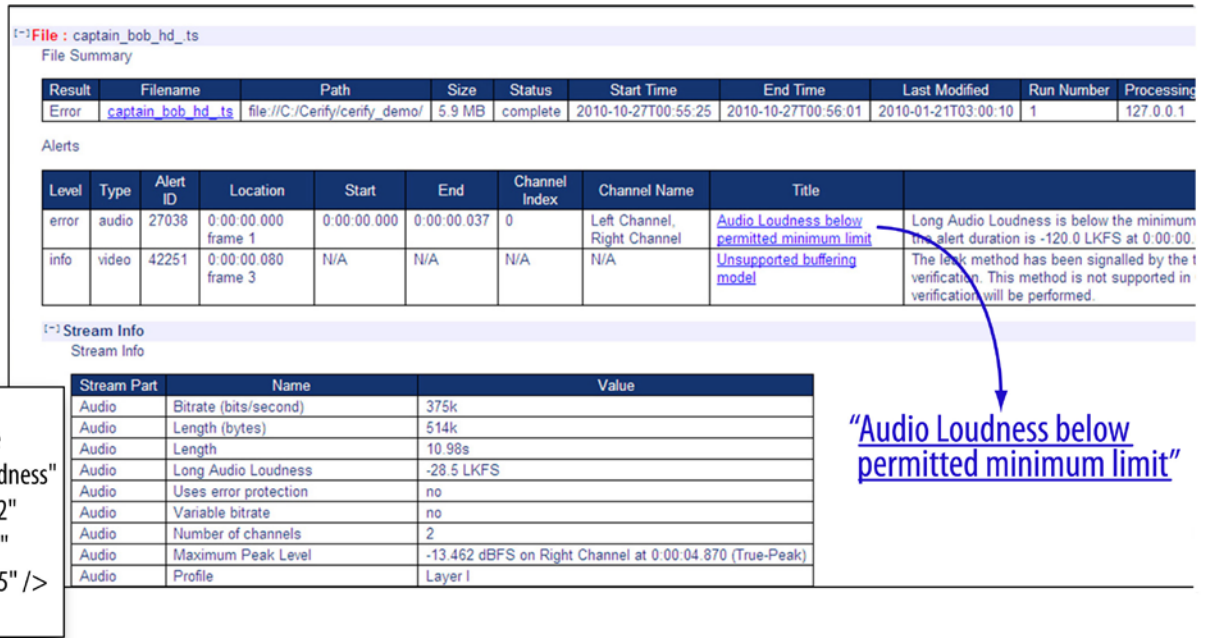 [-]File : captain_bob_hd_.ts
File Summary
Result Filename Path Size Status Start Time End Time Last Modified Run Number Processing
Error captain_bob_hd_.ts file://C:/Cerify/cerify_demo/ 5.9 MB complete 2010-10-27T00:55:25 2010-10-27T00:56:01 2010-01-21T03:00:10 1 127.0.0.1
Alerts
Level Type Alert ID Location Start End Channel Index Channel Name Title
error audio 27038 0:00:00.000 0:00:00.000 0:00:00.037 0 Left Channel, Audio Loudness below Long Audio Loudness is below the minimum
frame 1 Right Channel permitted minimum limit the alert duration is -120.0 LKFS at 0:00:00.
info video 42251 0:00:00.080 N/A N/A N/A N/A Unsupported buffering The leak method has been signalled by the t
frame 3 model verification. This method is not supported in
verification will be performed.
[-] Stream Info
Stream Info
Stream Part Name Value
Audio Bitrate (bits/second) 375k
Audio Length (bytes) 514k
Audio Length 10.98s
Audio Long Audio Loudness -28.5 LKFS
Audio Uses error protection no
Audio Variable bitrate no
Audio Number of channels 2
Audio Maximum Peak Level -13.462 dBFS on Right Channel at 0:00:04.870 (True-Peak)
Audio Profile Layer I
dness"
2"
"
5" />
"Audio Loudness below
permitted minimum limit"